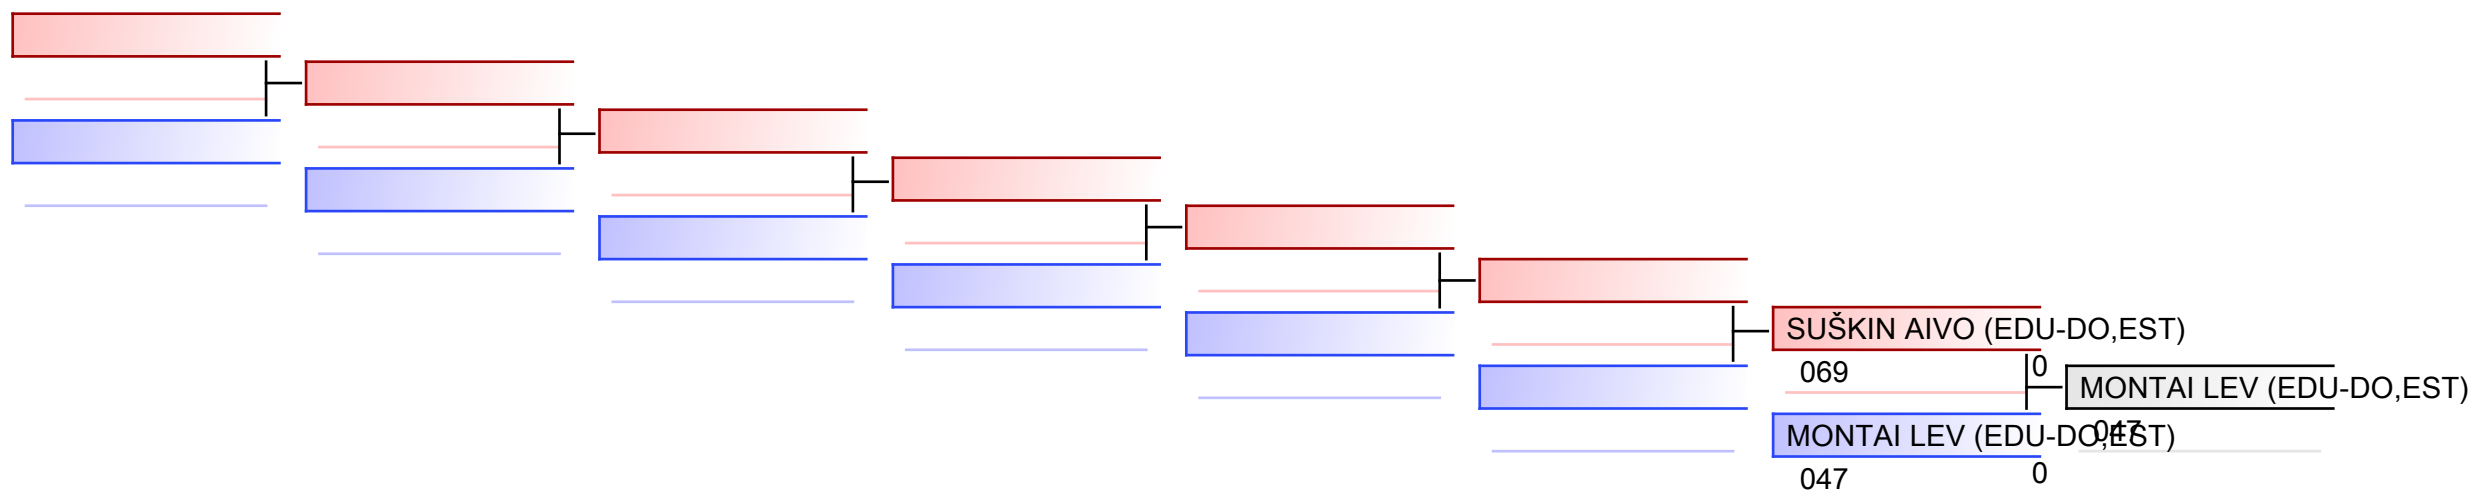 SUŠKIN AIVO (EDU-DO,EST)
069 0
MONTAI LEV (EDU-DO,EST)
047
MONTAI LEV (EDU-DO,EST)
047 0